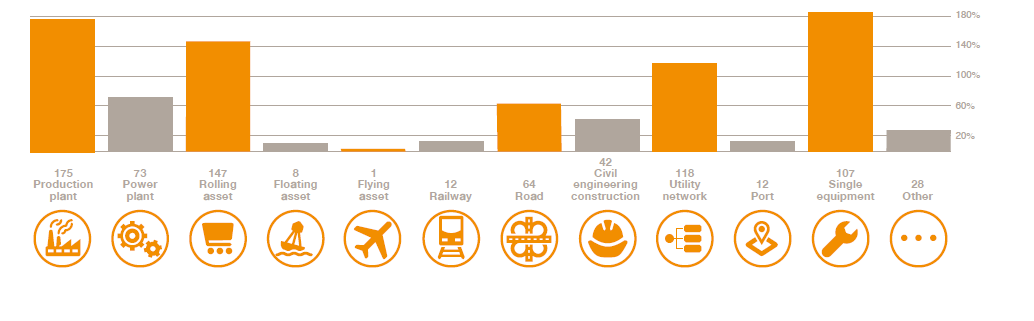 180%
140%
100%
60%
20%
175
Production
plant
73
Power
plant
147
Rolling
asset
8
Floating
asset
1
Flying
asset
12
Railway
64
Road
42
Civil
engineering
construction
118
Utility
network
12
Port
107
Single
equipment
28
Other